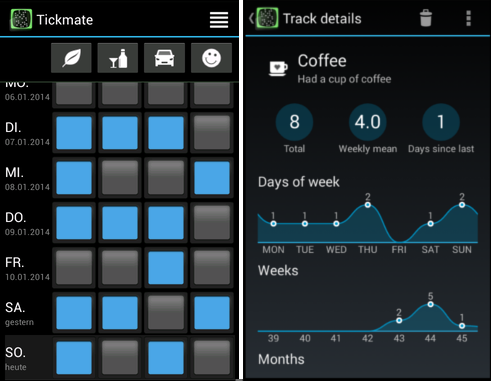 Tickmate
MO.
06.01.2014
DI.
07.01.2014
MI.
08.01.2014
DO.
09.01.2014
FR.
10.01.2014
SA.
gestern
SO.
heute
Track details
Coffee
Had a cup of coffee
8 4.0 1
Total Weekly mean Days since last
Days of week
1 1 1 2 1 2
MON TUE WED THU FRI SAT SUN
Weeks
2 5 1
39 40 41 42 43 44 45
Months